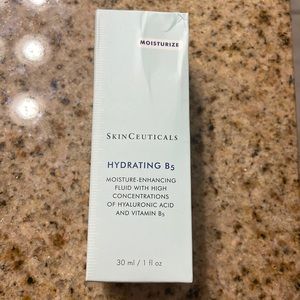 MOISTURIZE
SKINCEUTICALS
HYDRATING B5
MOISTURE-ENHANCING
FLUID WITH HIGH
CONCENTRATIONS
OF HYALURONIC ACID
AND VITAMIN B5
30 ml / 1 fl oz